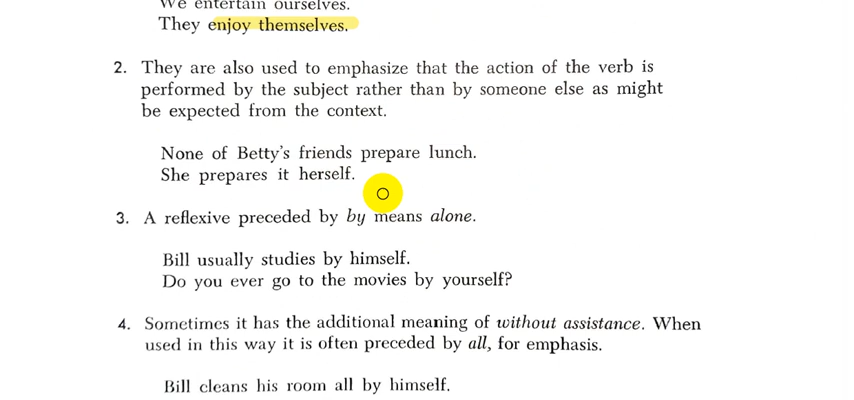 We entertain ourselves.
They enjoy themselves.
2. They are also used to emphasize that the action of the verb is
performed by the subject rather than by someone else as might
be expected from the context.
None of Betty's friends prepare lunch.
She prepares it herself.
3. A reflexive preceded by by means alone.
Bill usually studies by himself.
Do you ever go to the movies by yourself?
4. Sometimes it has the additional meaning of without assistance. When
used in this way it is often preceded by all, for emphasis.
Bill cleans his room all by himself.